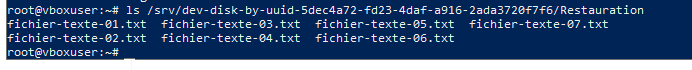 root@vboxuser:~# ls /srv/dev-disk-by-uuid-5dec4a72-fd23-4daf-a916-2ada3720f7f6/Restauration
fichier-texte-01.txt  fichier-texte-03.txt  fichier-texte-05.txt  fichier-texte-07.txt
fichier-texte-02.txt  fichier-texte-04.txt  fichier-texte-06.txt
root@vboxuser:~#